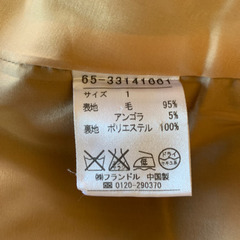 65-33141001
サイズ 1
表地 毛 95%
アンゴラ 5%
裏地 ポリエステル 100%
㈱フランドル 中国製
☎ 0120-290370